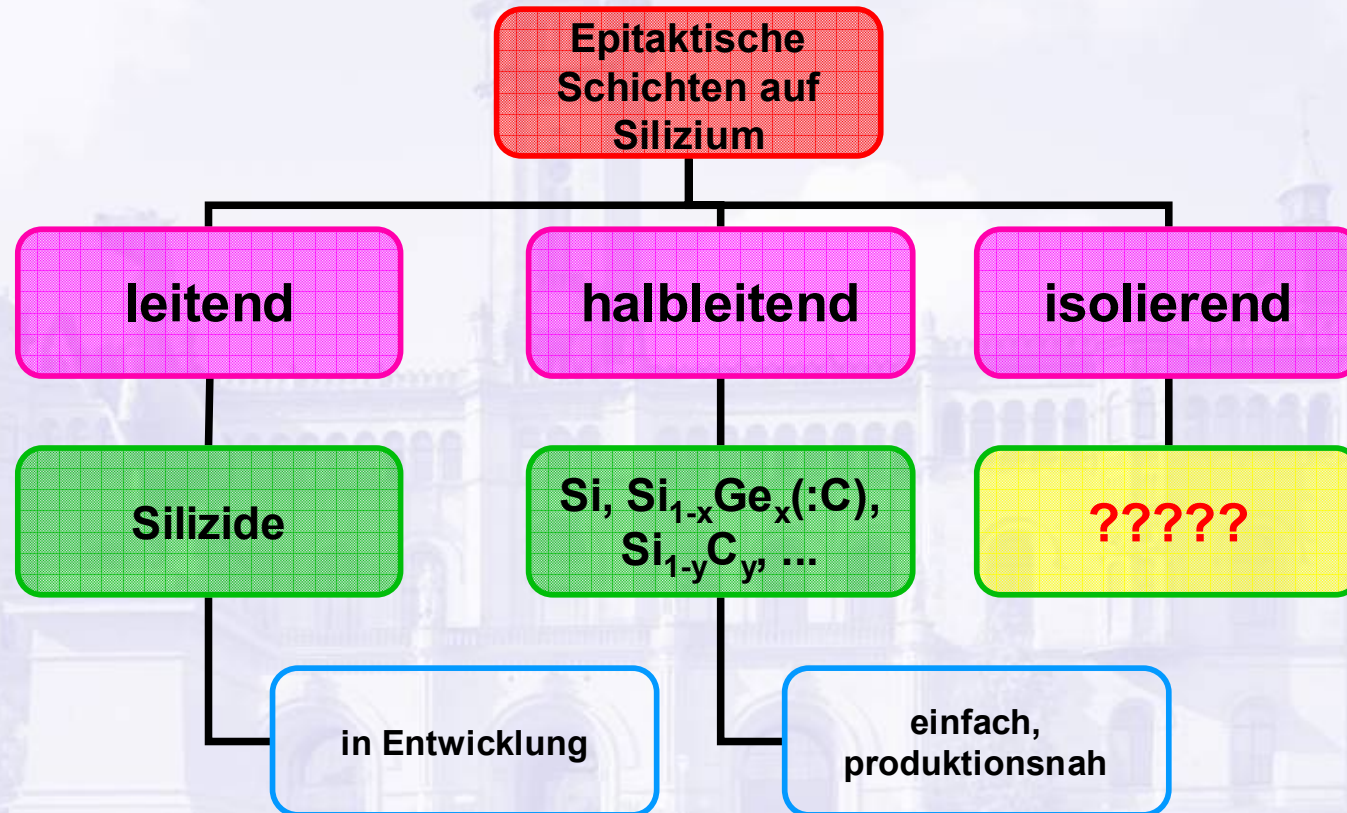 Epitaktische
Schichten auf
Silizium
leitend
halbleitend
isolierend
Silizide
Si, Si1-xGex(:C),
Si1-yCy, ...
?????
in Entwicklung
einfach,
produktionsnah